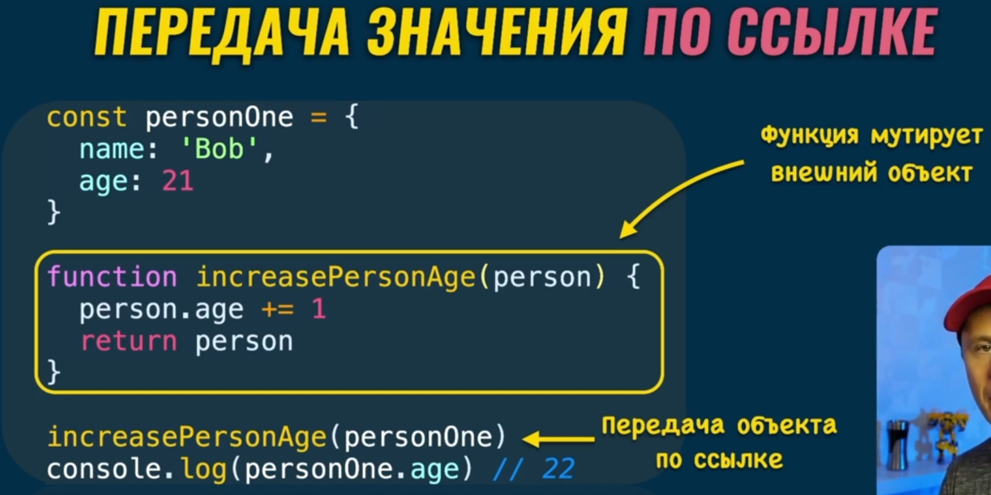 ПЕРЕДАЧА ЗНАЧЕНИЯ ПО ССЫЛКЕ
const personOne = {
  name: 'Bob',
  age: 21
}
Функция мутирует
внешний объект
function increasePersonAge(person) {
  person.age += 1
  return person
}
increasePersonAge(personOne)
console.log(personOne.age) // 22
Передача объекта
по ссылке